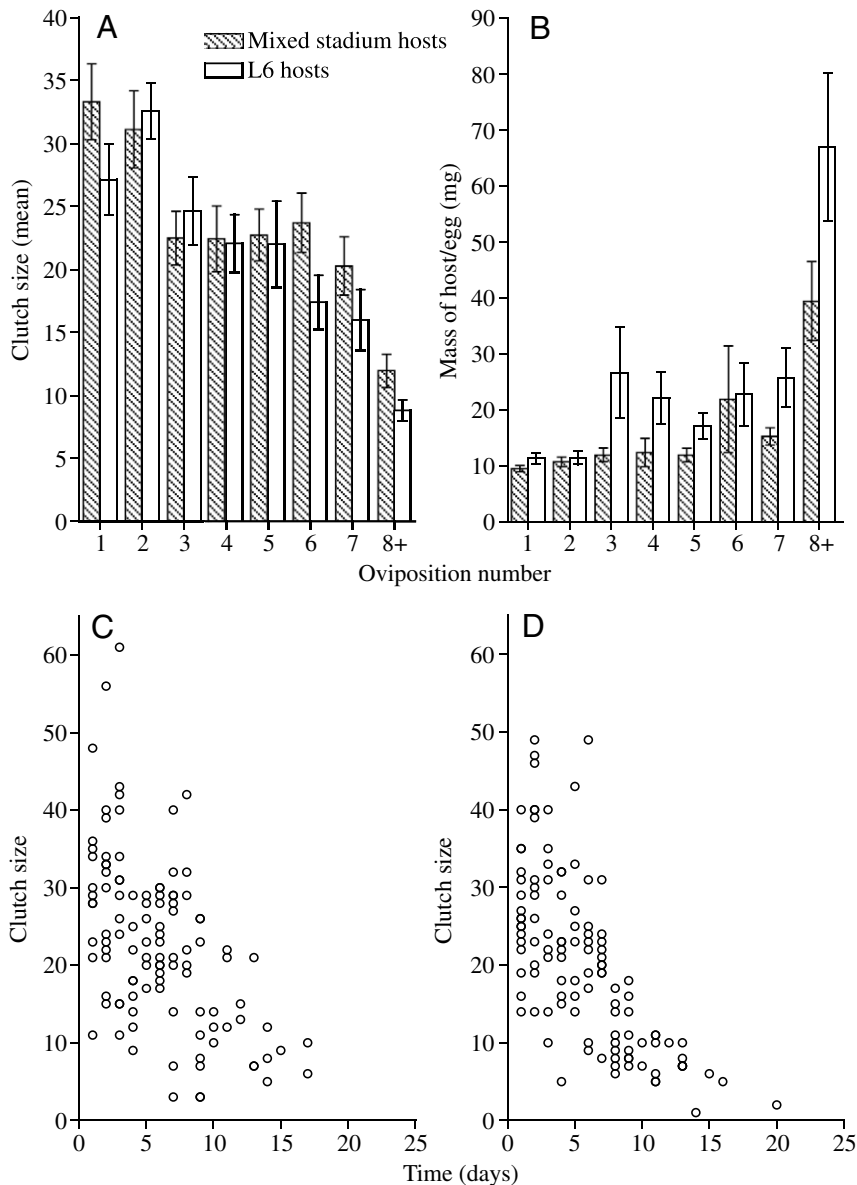 A
Mixed stadium hosts
L6 hosts
Clutch size (mean)
40
35
30
25
20
15
10
5
0
1 2 3 4 5 6 7 8+
B
Mass of host/egg (mg)
90
80
70
60
50
40
30
20
10
0
1 2 3 4 5 6 7 8+
Oviposition number
C
Clutch size
60
50
40
30
20
10
0
0 5 10 15 20 25
D
Clutch size
60
50
40
30
20
10
0
0 5 10 15 20 25
Time (days)